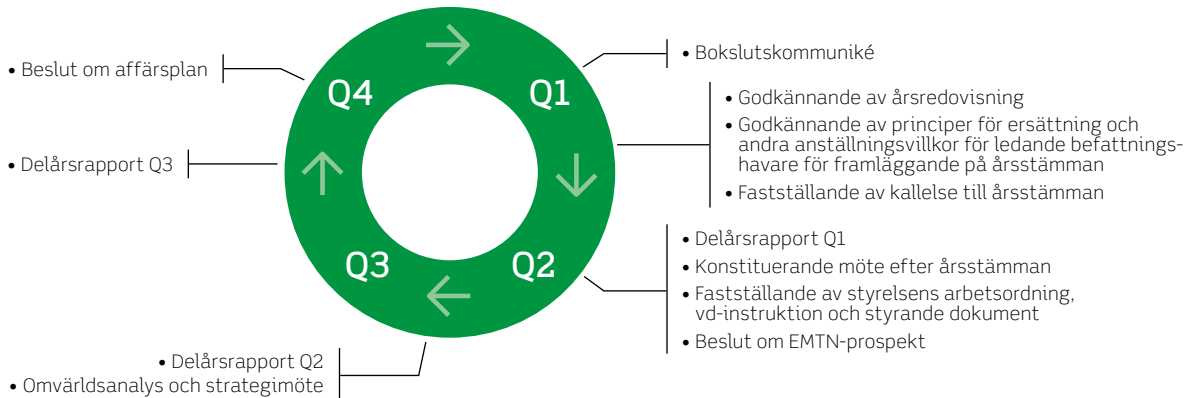 Q1
• Bokslutskommuniké
• Godkännande av årsredovisning
• Godkännande av principer för ersättning och
andra anställningsvillkor för ledande befattnings-
havare för framläggande på årsstämman
• Fastställande av kallelse till årsstämman
Q2
• Delårsrapport Q1
• Konstituerande möte efter årsstämman
• Fastställande av styrelsens arbetsordning,
vd-instruktion och styrande dokument
• Beslut om EMTN-prospekt
Q3
• Delårsrapport Q2
• Omvärldsanalys och strategimöte
Q4
• Delårsrapport Q3
• Beslut om affärsplan